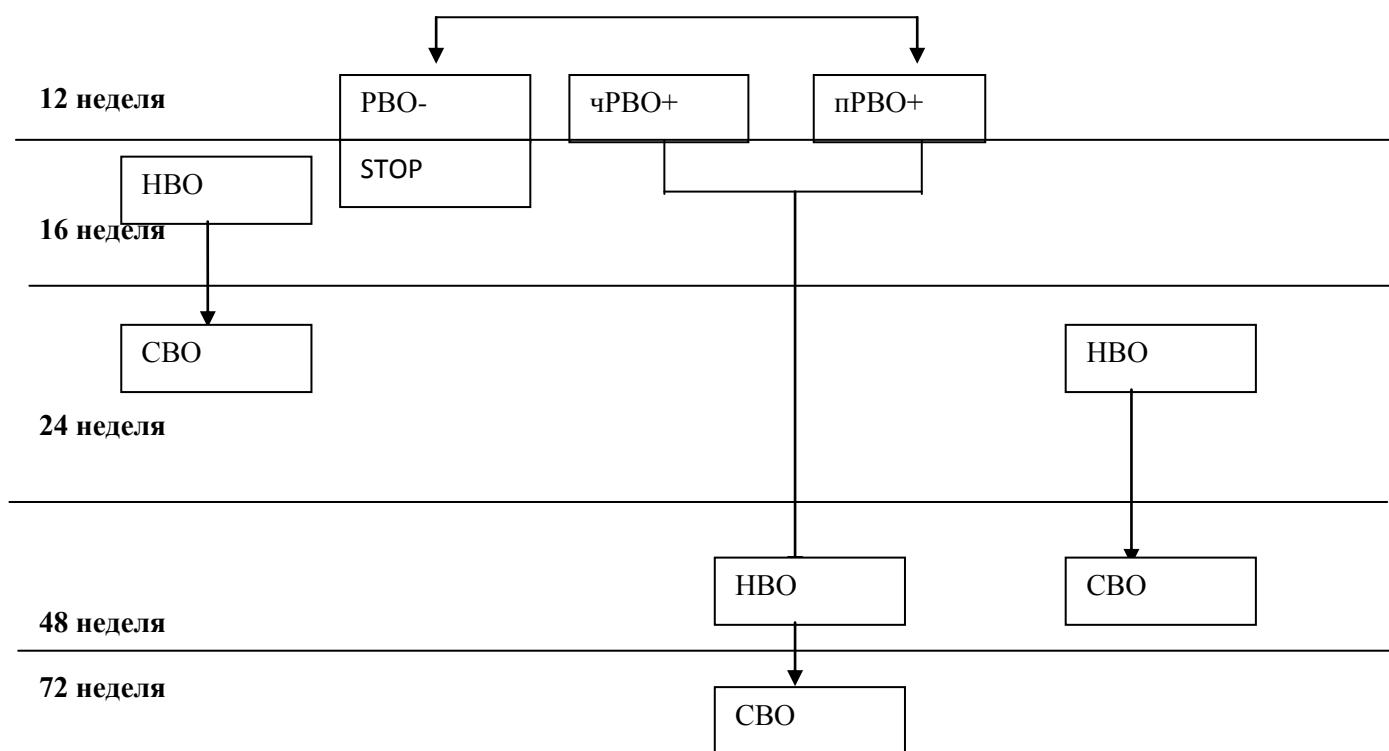 12 неделя
РВО-
чРВО+
пРВО+
STOP
НВО
16 неделя
СВО
НВО
24 неделя
НВО
СВО
48 неделя
72 неделя
СВО